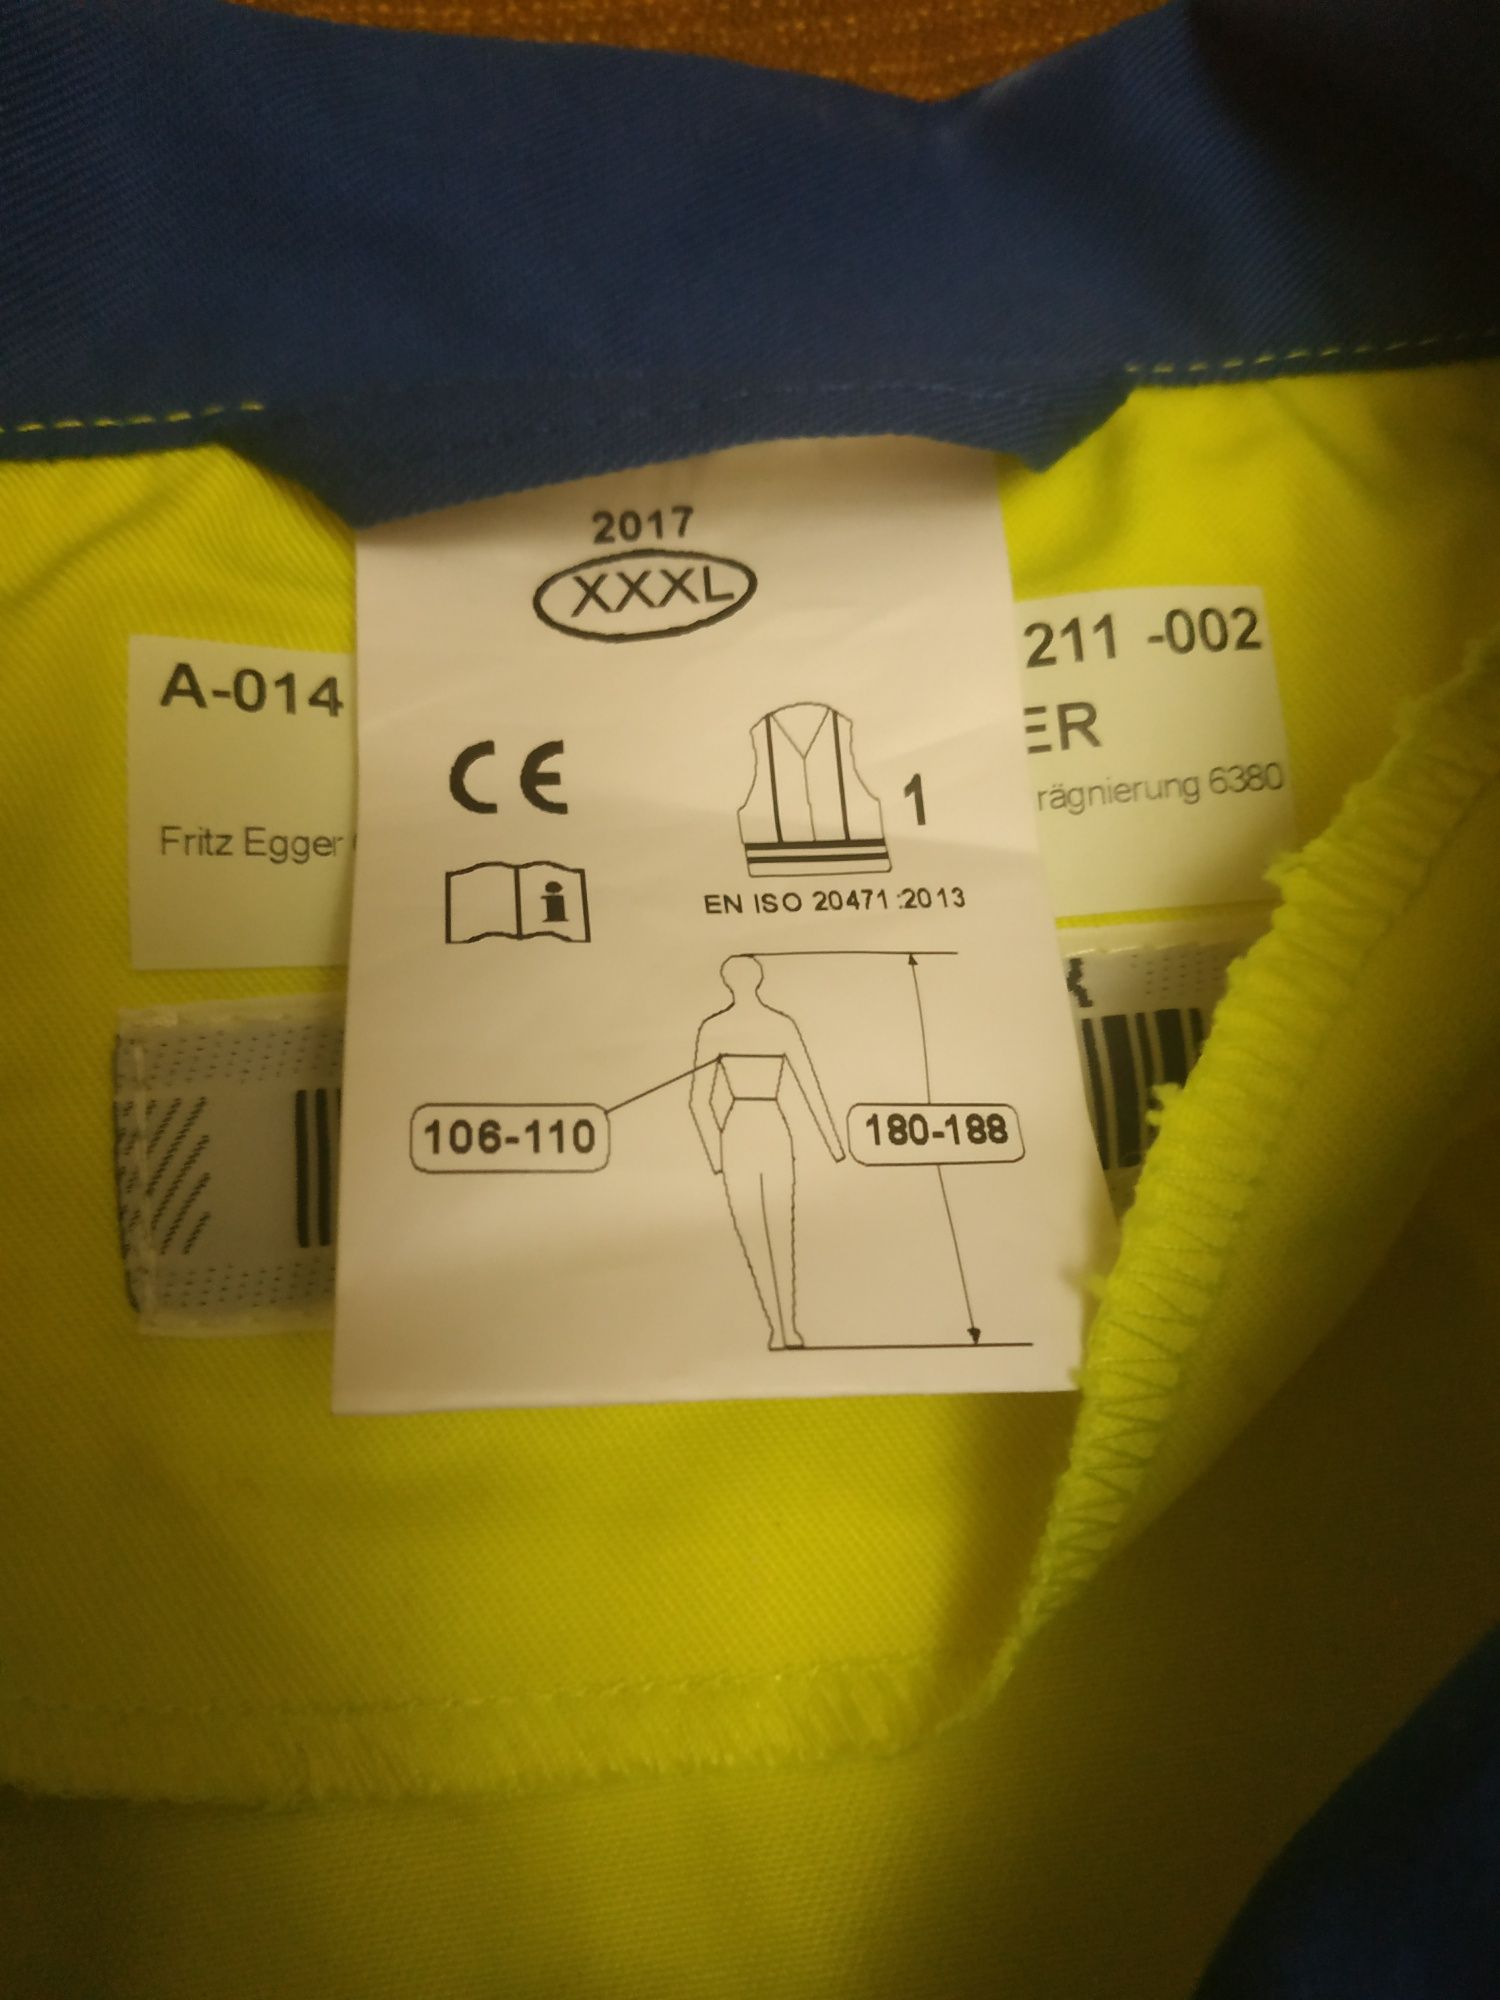 2017
XXXL
A-014
211 -002
ER
CE
1
Fritz Egger
rägnierung 6380
i
EN ISO 20471:2013
106-110
180-188